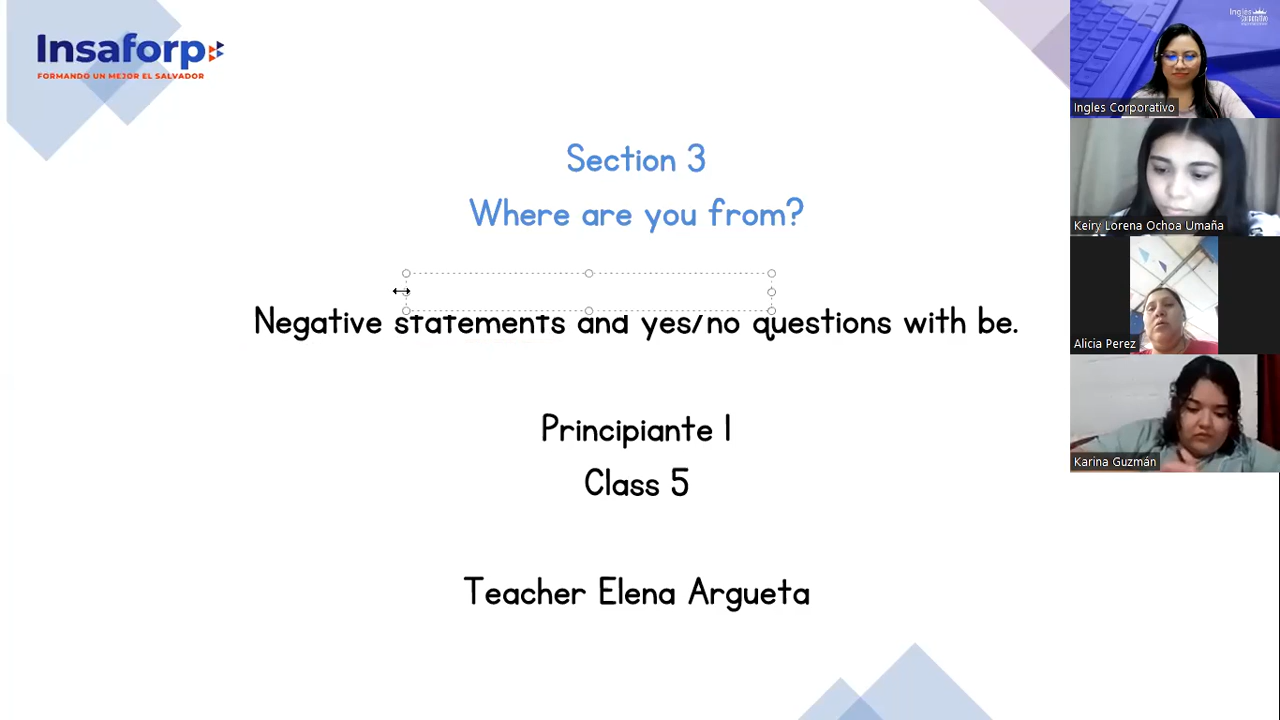 Insaforp
FORMANDO UN MEJOR EL SALVADOR
Section 3
Where are you from?
Negative statements and yes/no questions with be.
Principiante 1
Class 5
Teacher Elena Argueta
Ingles Corporativo
Keiry Lorena Ochoa Umaña
Alicia Perez
Karina Guzmán